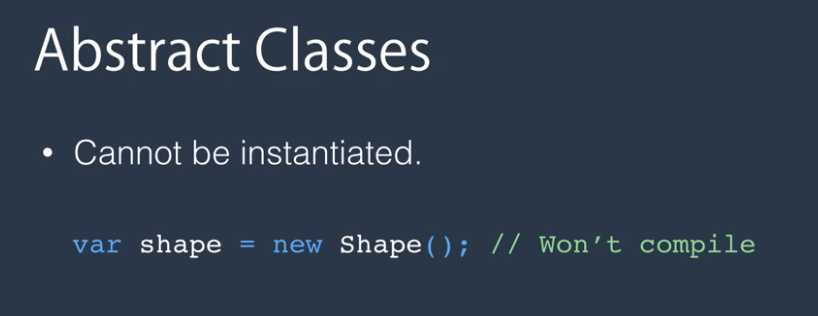 Abstract Classes
• Cannot be instantiated.
var shape = new Shape(); // Won’t compile